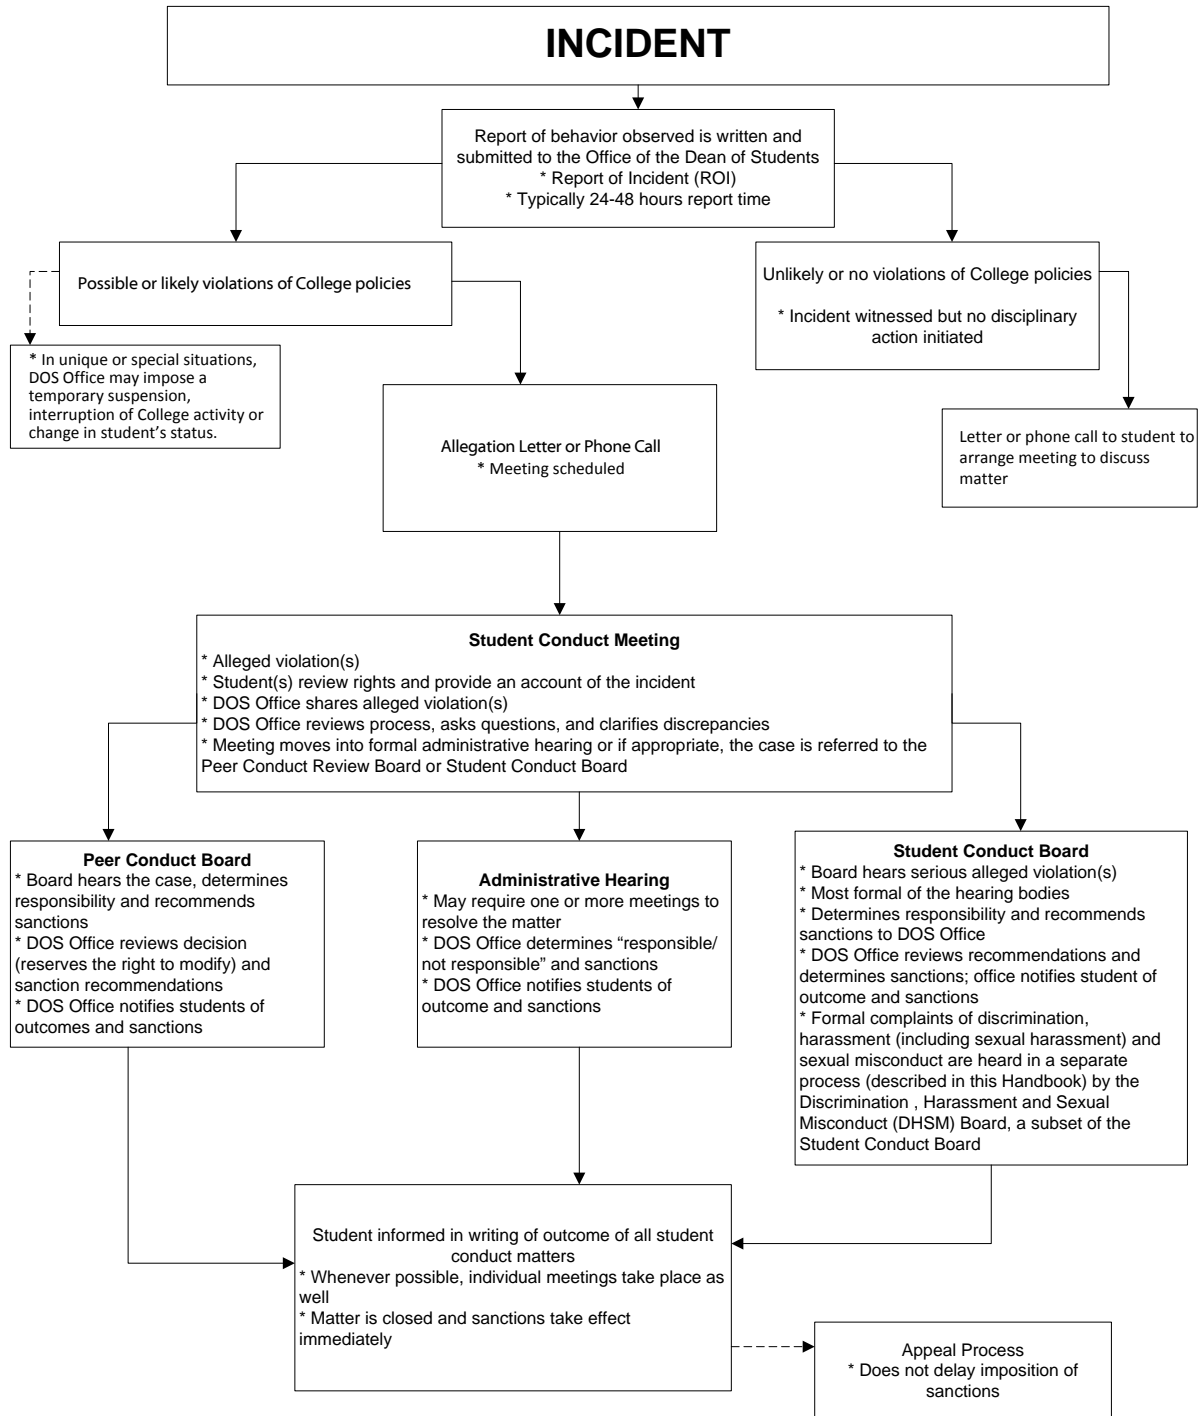 INCIDENT
Report of behavior observed is written and
submitted to the Office of the Dean of Students
* Report of Incident (ROI)
* Typically 24-48 hours report time
Possible or likely violations of College policies
Unlikely or no violations of College policies
* Incident witnessed but no disciplinary
action initiated
* In unique or special situations,
DOS Office may impose a
temporary suspension,
interruption of College activity or
change in student’s status.
Allegation Letter or Phone Call
* Meeting scheduled
Letter or phone call to student to
arrange meeting to discuss
matter
Student Conduct Meeting
* Alleged violation(s)
* Student(s) review rights and provide an account of the incident
* DOS Office shares alleged violation(s)
* DOS Office reviews process, asks questions, and clarifies discrepancies
* Meeting moves into formal administrative hearing or if appropriate, the case is referred to the
Peer Conduct Review Board or Student Conduct Board
Peer Conduct Board
* Board hears the case, determines
responsibility and recommends
sanctions
* DOS Office reviews decision
(reserves the right to modify) and
sanction recommendations
* DOS Office notifies students of
outcomes and sanctions
Administrative Hearing
* May require one or more meetings to
resolve the matter
* DOS Office determines “responsible/
not responsible” and sanctions
* DOS Office notifies students of
outcome and sanctions
Student Conduct Board
* Board hears serious alleged violation(s)
* Most formal of the hearing bodies
* Determines responsibility and recommends
sanctions to DOS Office
* DOS Office reviews recommendations and
determines sanctions; office notifies student of
outcome and sanctions
* Formal complaints of discrimination,
harassment (including sexual harassment) and
sexual misconduct are heard in a separate
process (described in this Handbook) by the
Discrimination , Harassment and Sexual
Misconduct (DHSM) Board, a subset of the
Student Conduct Board
Student informed in writing of outcome of all student
conduct matters
* Whenever possible, individual meetings take place as
well
* Matter is closed and sanctions take effect
immediately
Appeal Process
* Does not delay imposition of
sanctions